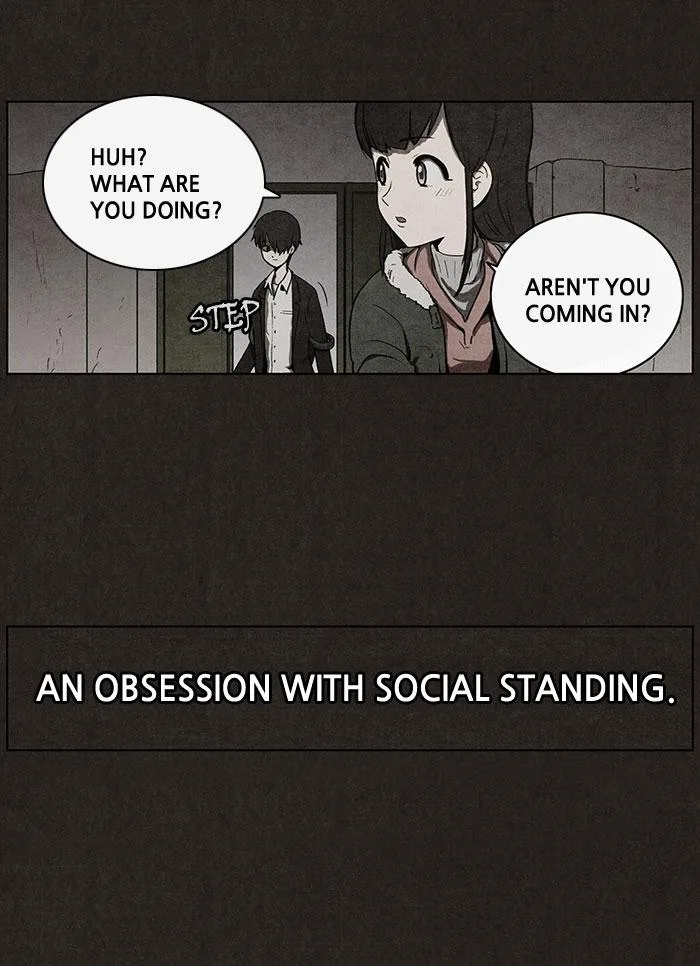 HUH?
WHAT ARE
YOU DOING?
STEP
AREN'T YOU
COMING IN?
AN OBSESSION WITH SOCIAL STANDING.